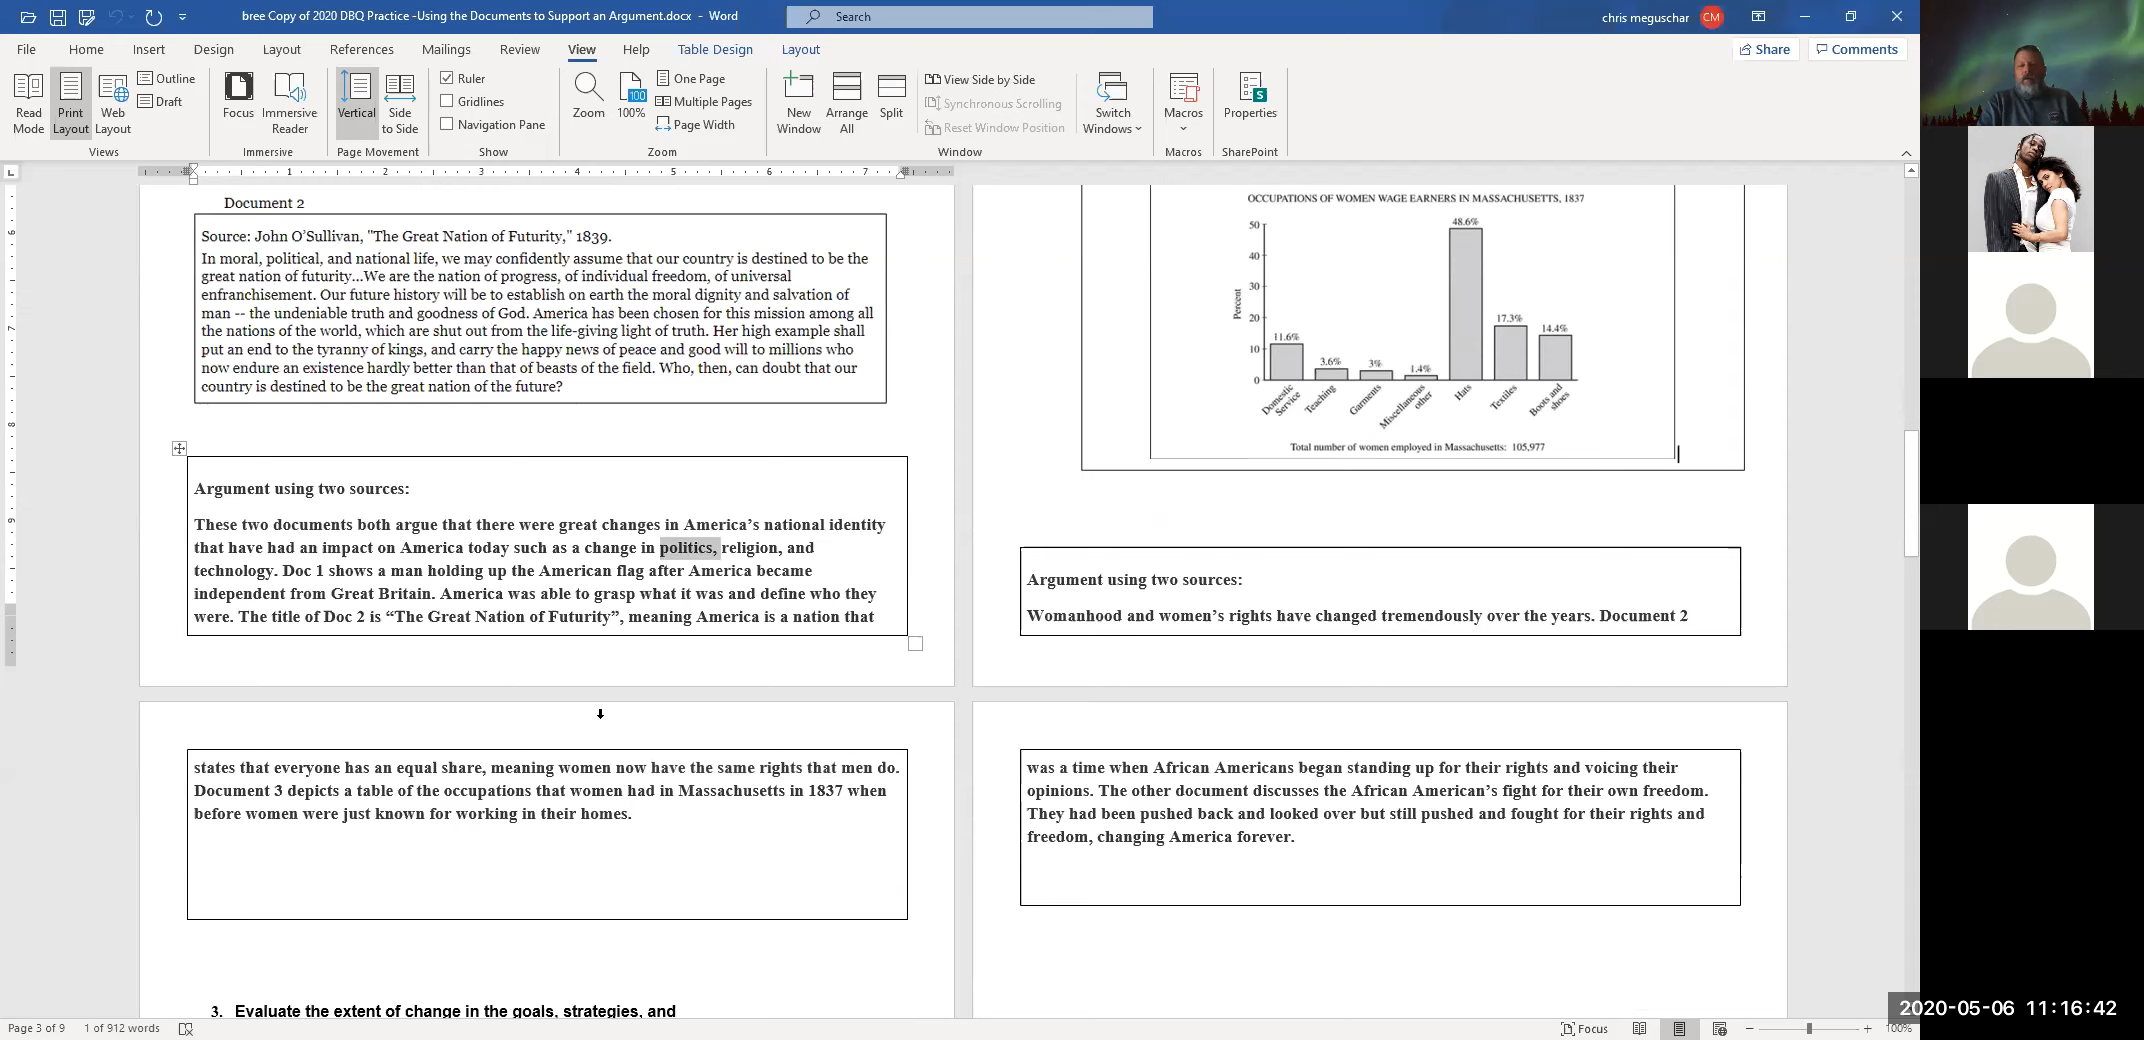 bree Copy of 2020 DBQ Practice -Using the Documents to Support an Argument.docx - Word
Search
chris meguschar
CM
File
Home
Insert
Design
Layout
References
Mailings
Review
View
Help
Table Design
Layout
Share
Comments
Read
Mode
Print
Layout
Web
Layout
Outline
Draft
Views
Focus
Immersive
Reader
Immersive
Vertical
Side
to Side
Page Movement
Ruler
Gridlines
Navigation Pane
Show
Zoom
100
100%
One Page
Multiple Pages
Page Width
Zoom
New
Window
Arrange
All
Split
View Side by Side
Synchronous Scrolling
Reset Window Position
Switch
Windows
Window
Macros
Macros
Properties
SharePoint
1 2 3 4 5 6 7
6
7
8
9
Document 2
Source: John O'Sullivan, "The Great Nation of Futurity," 1839.
In moral, political, and national life, we may confidently assume that our country is destined to be the
great nation of futurity...We are the nation of progress, of individual freedom, of universal
enfranchisement. Our future history will be to establish on earth the moral dignity and salvation of
man -- the undeniable truth and goodness of God. America has been chosen for this mission among all
the nations of the world, which are shut out from the life-giving light of truth. Her high example shall
put an end to the tyranny of kings, and carry the happy news of peace and good will to millions who
now endure an existence hardly better than that of beasts of the field. Who, then, can doubt that our
country is destined to be the great nation of the future?
Argument using two sources:
These two documents both argue that there were great changes in America's national identity
that have had an impact on America today such as a change in politics, religion, and
technology. Doc 1 shows a man holding up the American flag after America became
independent from Great Britain. America was able to grasp what it was and define who they
were. The title of Doc 2 is “The Great Nation of Futurity”, meaning America is a nation that
OCCUPATIONS OF WOMEN WAGE EARNERS IN MASSACHUSETTS, 1837
Percent
50
40
30
20
10
0
11.6%
3.6%
3%
1.4%
48.6%
17.3%
14.4%
Domestic
Service
Teaching
Garments
Miscellaneous
other
Hats
Textiles
Boots and
shoes
Total number of women employed in Massachusetts: 105,977
Argument using two sources:
Womanhood and women's rights have changed tremendously over the years. Document 2
states that everyone has an equal share, meaning women now have the same rights that men do.
Document 3 depicts a table of the occupations that women had in Massachusetts in 1837 when
before women were just known for working in their homes.
3. Evaluate the extent of change in the goals, strategies, and
was a time when African Americans began standing up for their rights and voicing their
opinions. The other document discusses the African American's fight for their own freedom.
They had been pushed back and looked over but still pushed and fought for their rights and
freedom, changing America forever.
Page 3 of 9
1 of 912 words
Focus
100%
2020-05-06 11:16:42